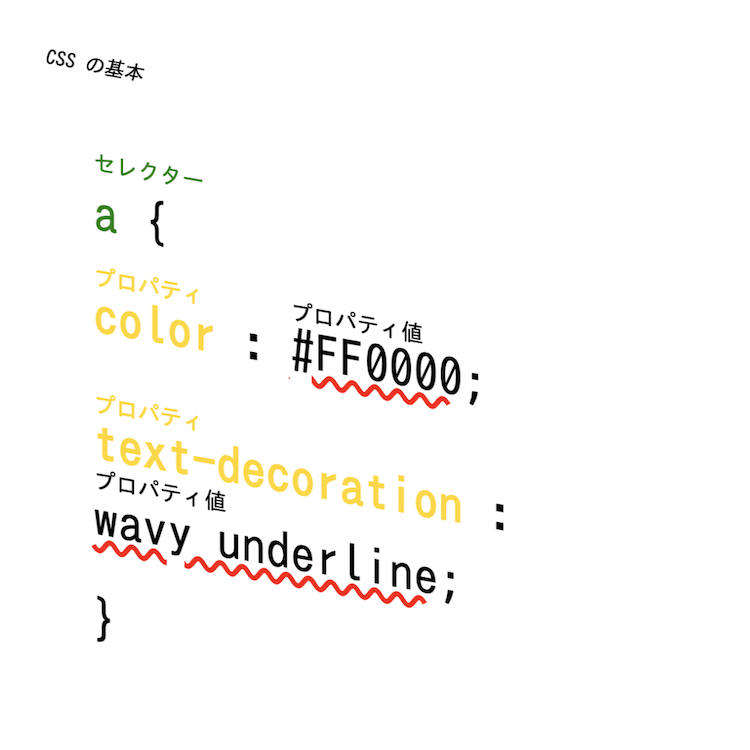 CSS の基本
セレクター
a {
プロパティ
プロパティ値
color : #FF0000;
プロパティ
text-decoration :
プロパティ値
wavy underline;
}